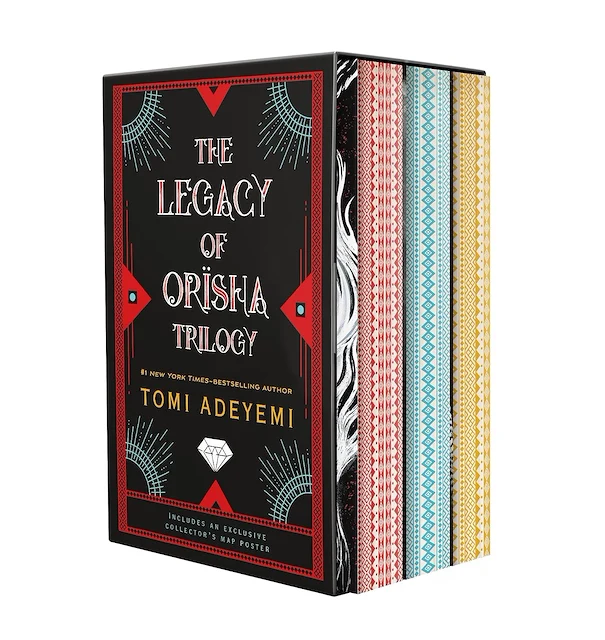 THE
LEGACY
OF
ORÏSHA
TRILOGY
#1 NEW YORK TIMES–BESTSELLING AUTHOR
TOMI ADEYEMI
INCLUDES AN EXCLUSIVE
COLLECTOR'S MAP POSTER